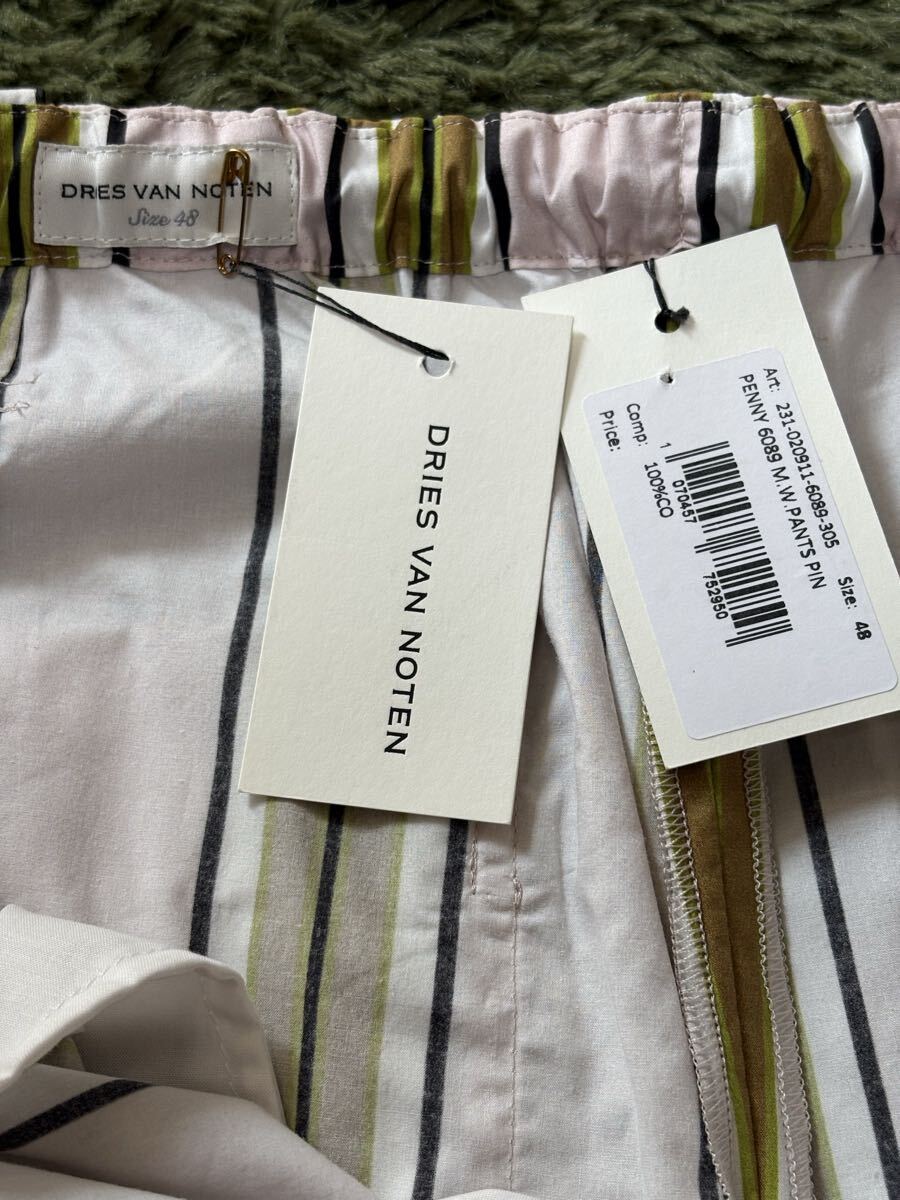 DRES VAN NOTEN
Size 48
DRIES VAN NOTEN
Art: 231-020911-6089-305 Size: 48
PENNY 6089 M.W.PANTS PIN
1 070457 752950
Comp: 100%CO
Price: